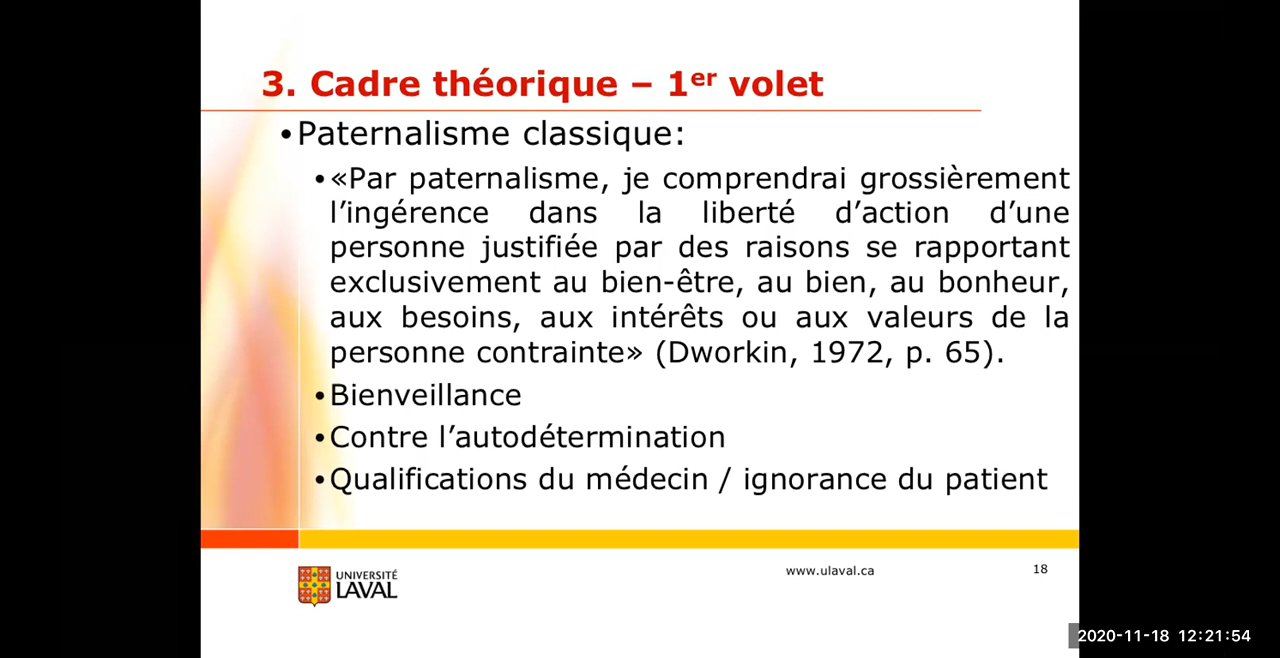 3. Cadre théorique – 1er volet
•Paternalisme classique:
•«Par paternalisme, je comprendrai grossièrement
l’ingérence dans la liberté d’action d’une
personne justifiée par des raisons se rapportant
exclusivement au bien-être, au bien, au bonheur,
aux besoins, aux intérêts ou aux valeurs de la
personne contrainte» (Dworkin, 1972, p. 65).
•Bienveillance
•Contre l’autodétermination
•Qualifications du médecin / ignorance du patient
UNIVERSITÉ
LAVAL
www.ulaval.ca
18
2020-11-18 12:21:54